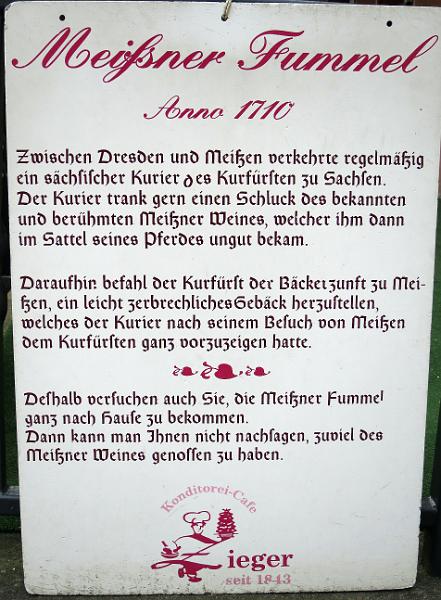 Meißner Fummel
Anno 1710
Zwischen Dresden und Meißen verkehrte regelmäßig
ein sächsischer Kurier des Kurfürsten zu Sachsen.
Der Kurier trank gern einen Schluck des bekannten
und berühmten Meißner Weines, welcher ihm dann
im Sattel seines Pferdes ungut bekam.
Daraufhin befahl der Kurfürst der Bäckerzunft zu Mei-
ßen, ein leicht zerbrechliches Gebäck herzustellen,
welches der Kurier nach seinem Besuch von Meißen
dem Kurfürsten ganz vorzuzeigen hatte.
Deshalb versuchen auch Sie, die Meißner Fummel
ganz nach Hause zu bekommen.
Dann kann man Ihnen nicht nachsagen, zuviel des
Meißner Weines genossen zu haben.
Konditorei-Cafe
Zieger
seit 1843